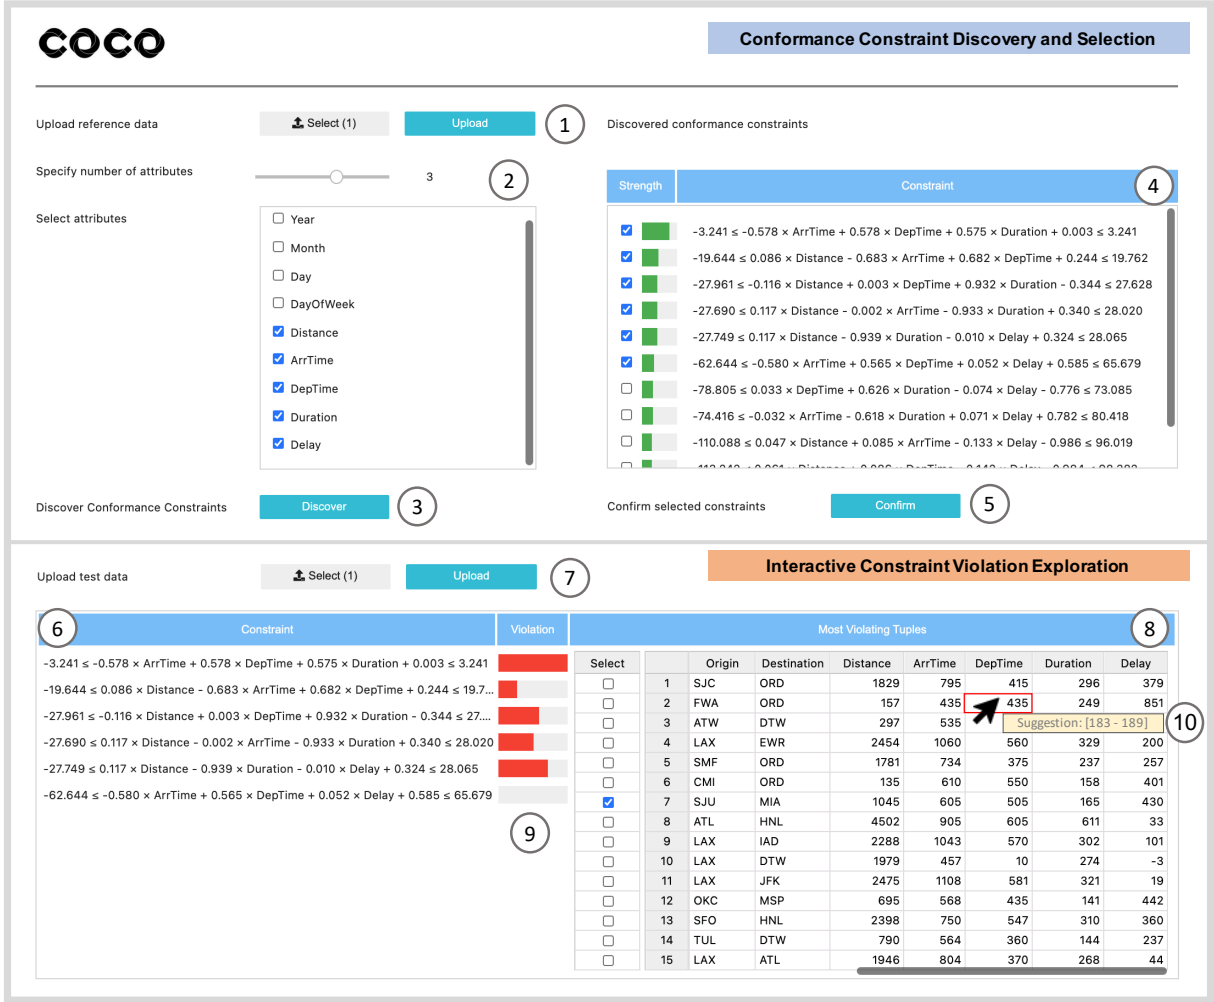 COCO
Conformance Constraint Discovery and Selection
Upload reference data
Select (1)
Upload
1
Specify number of attributes
3
2
Select attributes
Year
Month
Day
DayOfWeek
Distance
ArrTime
DepTime
Duration
Delay
Discover Conformance Constraints
Discover
3
Discovered conformance constraints
Strength Constraint
4
-3.241 ≤ -0.578 × ArrTime + 0.578 × DepTime + 0.575 × Duration + 0.003 ≤ 3.241
-19.644 ≤ 0.086 × Distance - 0.683 × ArrTime + 0.682 × DepTime + 0.244 ≤ 19.762
-27.961 ≤ -0.116 × Distance + 0.003 × DepTime + 0.932 × Duration - 0.344 ≤ 27.628
-27.690 ≤ 0.117 × Distance - 0.002 × ArrTime - 0.933 × Duration + 0.340 ≤ 28.020
-27.749 ≤ 0.117 × Distance - 0.939 × Duration - 0.010 × Delay + 0.324 ≤ 28.065
-62.644 ≤ -0.580 × ArrTime + 0.565 × DepTime + 0.052 × Delay + 0.585 ≤ 65.679
-78.805 ≤ 0.033 × DepTime + 0.626 × Duration - 0.074 × Delay - 0.776 ≤ 73.085
-74.416 ≤ -0.032 × ArrTime - 0.618 × Duration + 0.071 × Delay + 0.782 ≤ 80.418
-110.088 ≤ 0.047 × Distance + 0.085 × ArrTime - 0.133 × Delay - 0.986 ≤ 96.019
Confirm selected constraints
Confirm
5
Upload test data
Select (1)
Upload
7
Interactive Constraint Violation Exploration
6
Constraint Violation
-3.241 ≤ -0.578 × ArrTime + 0.578 × DepTime + 0.575 × Duration + 0.003 ≤ 3.241
-19.644 ≤ 0.086 × Distance - 0.683 × ArrTime + 0.682 × DepTime + 0.244 ≤ 19.7...
-27.961 ≤ -0.116 × Distance + 0.003 × DepTime + 0.932 × Duration - 0.344 ≤ 27....
-27.690 ≤ 0.117 × Distance - 0.002 × ArrTime - 0.933 × Duration + 0.340 ≤ 28.020
-27.749 ≤ 0.117 × Distance - 0.939 × Duration - 0.010 × Delay + 0.324 ≤ 28.065
-62.644 ≤ -0.580 × ArrTime + 0.565 × DepTime + 0.052 × Delay + 0.585 ≤ 65.679
9
Most Violating Tuples
8
Select Origin Destination Distance ArrTime DepTime Duration Delay
1 SJC ORD 1829 795 415 296 379
2 FWA ORD 157 435 435 249 851
3 ATW DTW 297 535
Suggestion: [183 - 189]
10
4 LAX EWR 2454 1060 560 329 200
5 SMF ORD 1781 734 375 237 257
6 CMI ORD 135 610 550 158 401
7 SJU MIA 1045 605 505 165 430
8 ATL HNL 4502 905 605 611 33
9 LAX IAD 2288 1043 570 302 101
10 LAX DTW 1979 457 10 274 -3
11 LAX JFK 2475 1108 581 321 19
12 OKC MSP 695 568 435 141 442
13 SFO HNL 2398 750 547 310 360
14 TUL DTW 790 564 360 144 237
15 LAX ATL 1946 804 370 268 44